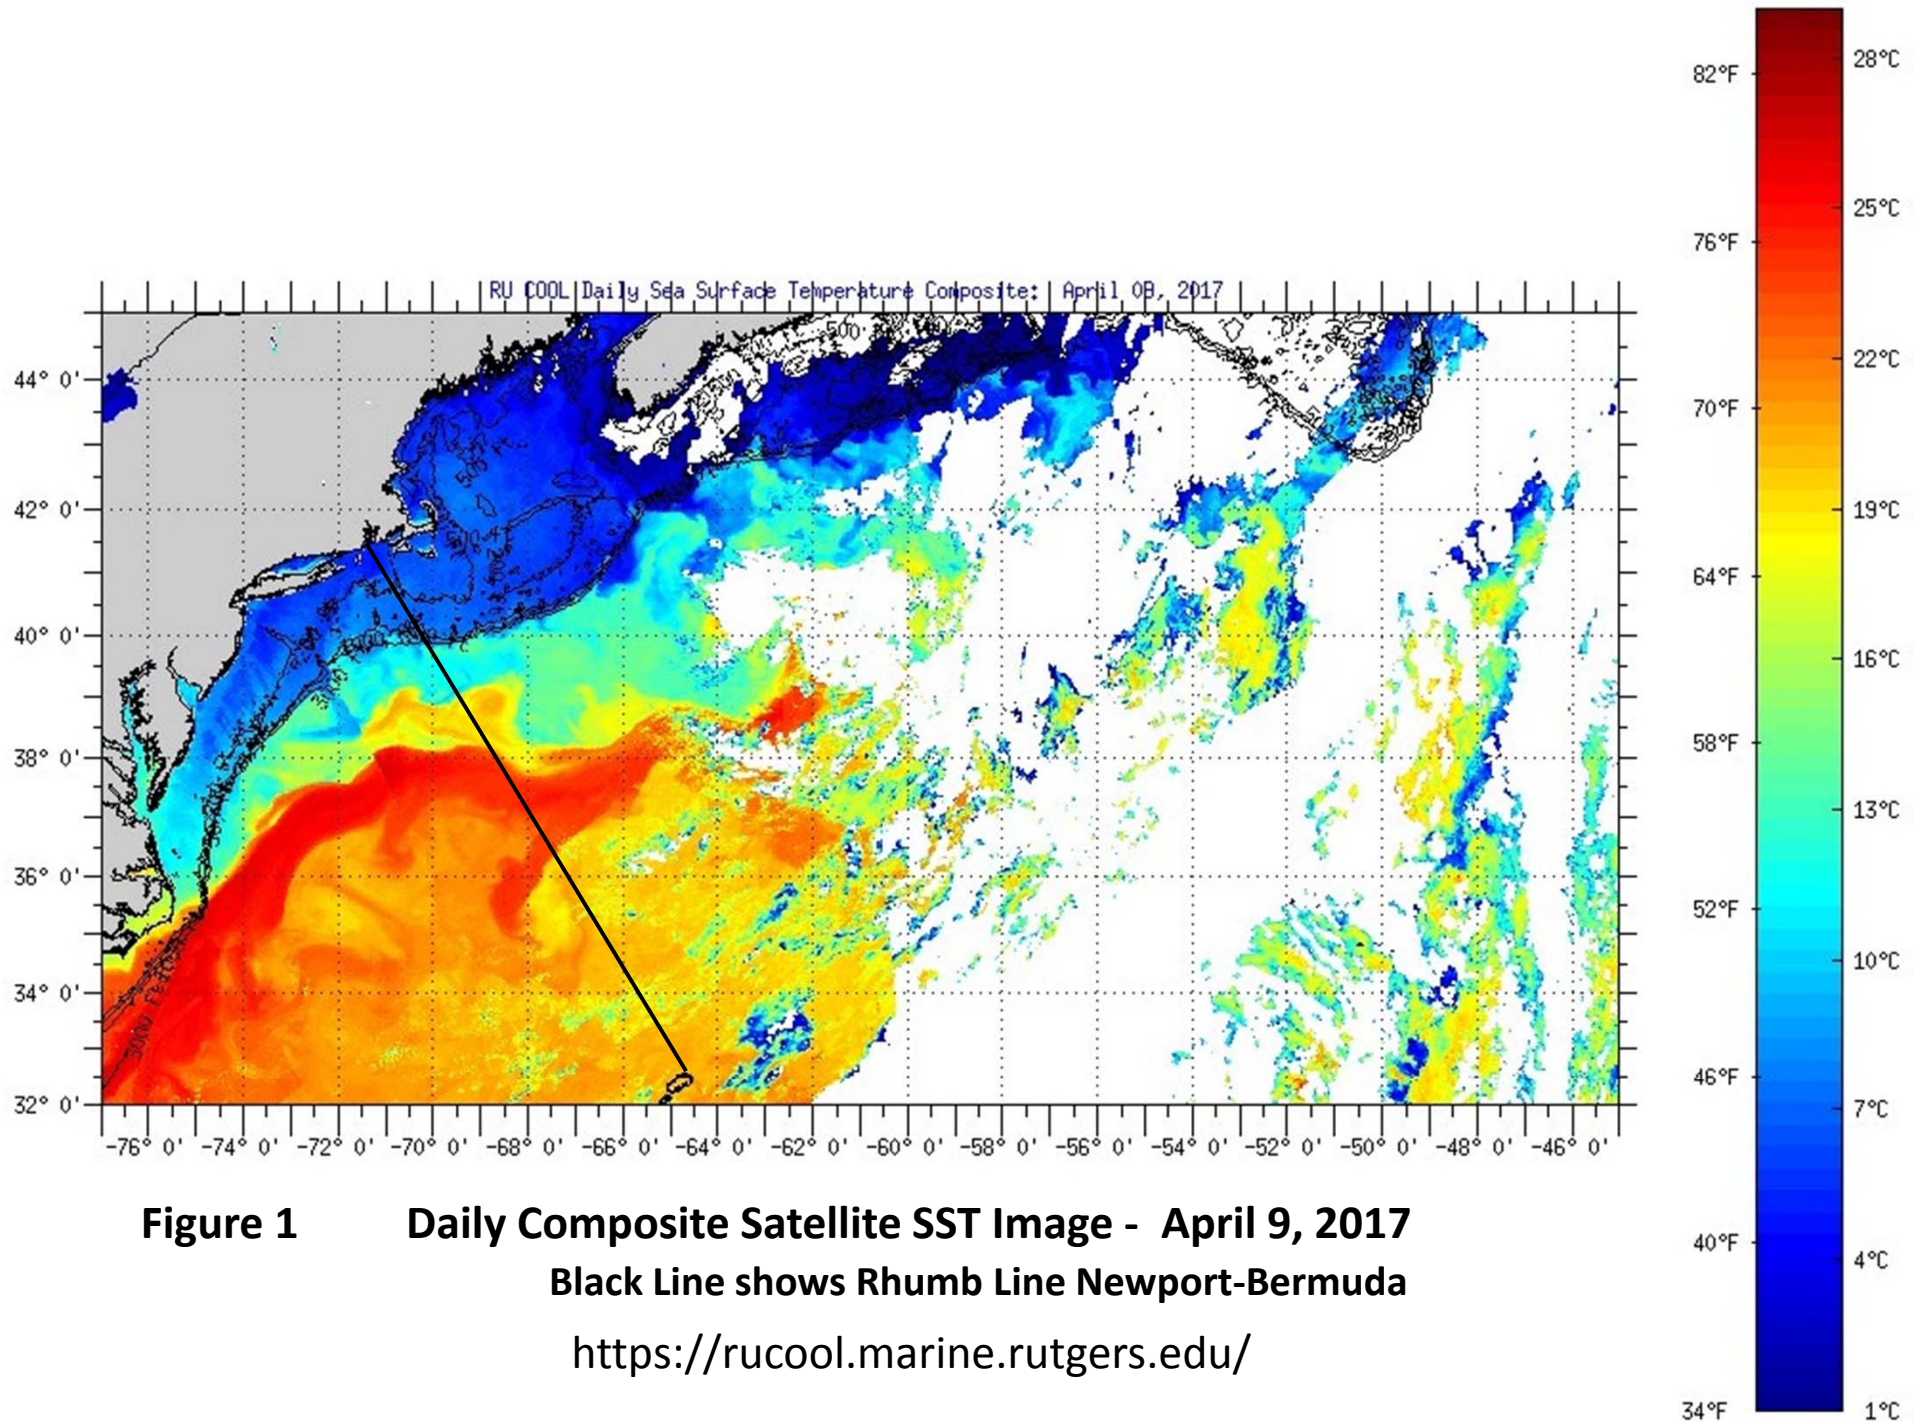 82°F 28°C
25°C
76°F
RU COOL Daily Sea Surface Temperature Composite: April 08, 2017
22°C
44° 0'
70°F
42° 0'
19°C
64°F
40° 0'
16°C
58°F
38° 0'
13°C
36° 0'
52°F
10°C
34° 0'
46°F
32° 0'
7°C
-76° 0' -74° 0' -72° 0' -70° 0' -68° 0' -66° 0' -64° 0' -62° 0' -60° 0' -58° 0' -56° 0' -54° 0' -52° 0' -50° 0' -48° 0' -46° 0'
Figure 1 Daily Composite Satellite SST Image - April 9, 2017
40°F
4°C
Black Line shows Rhumb Line Newport-Bermuda
https://rucool.marine.rutgers.edu/
34°F 1°C